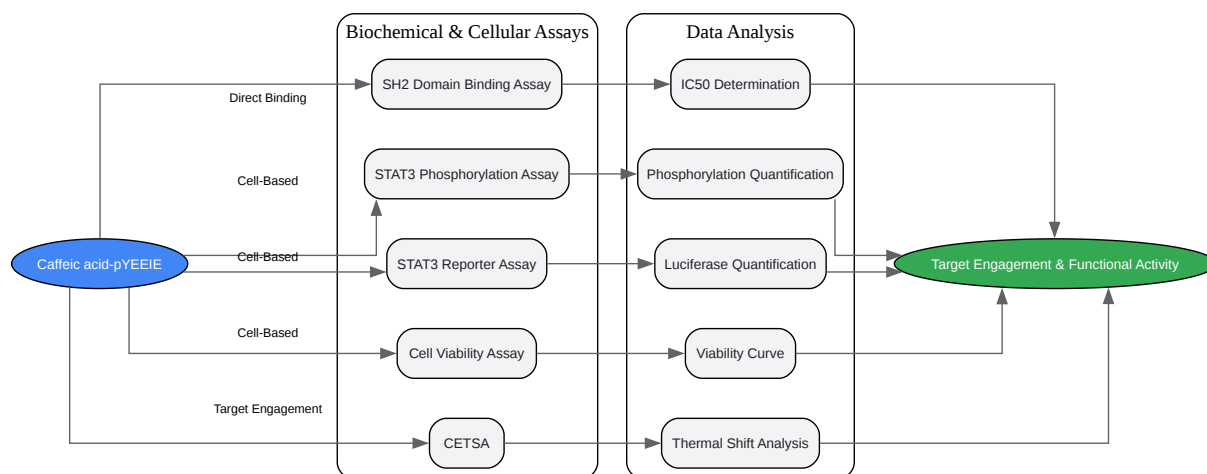 Biochemical & Cellular Assays
Data Analysis
SH2 Domain Binding Assay
IC50 Determination
Direct Binding
STAT3 Phosphorylation Assay
Phosphorylation Quantification
Cell-Based
Caffeic acid-pYEEIE
Cell-Based
STAT3 Reporter Assay
Luciferase Quantification
Target Engagement & Functional Activity
Cell-Based
Cell Viability Assay
Viability Curve
Target Engagement
CETSA
Thermal Shift Analysis